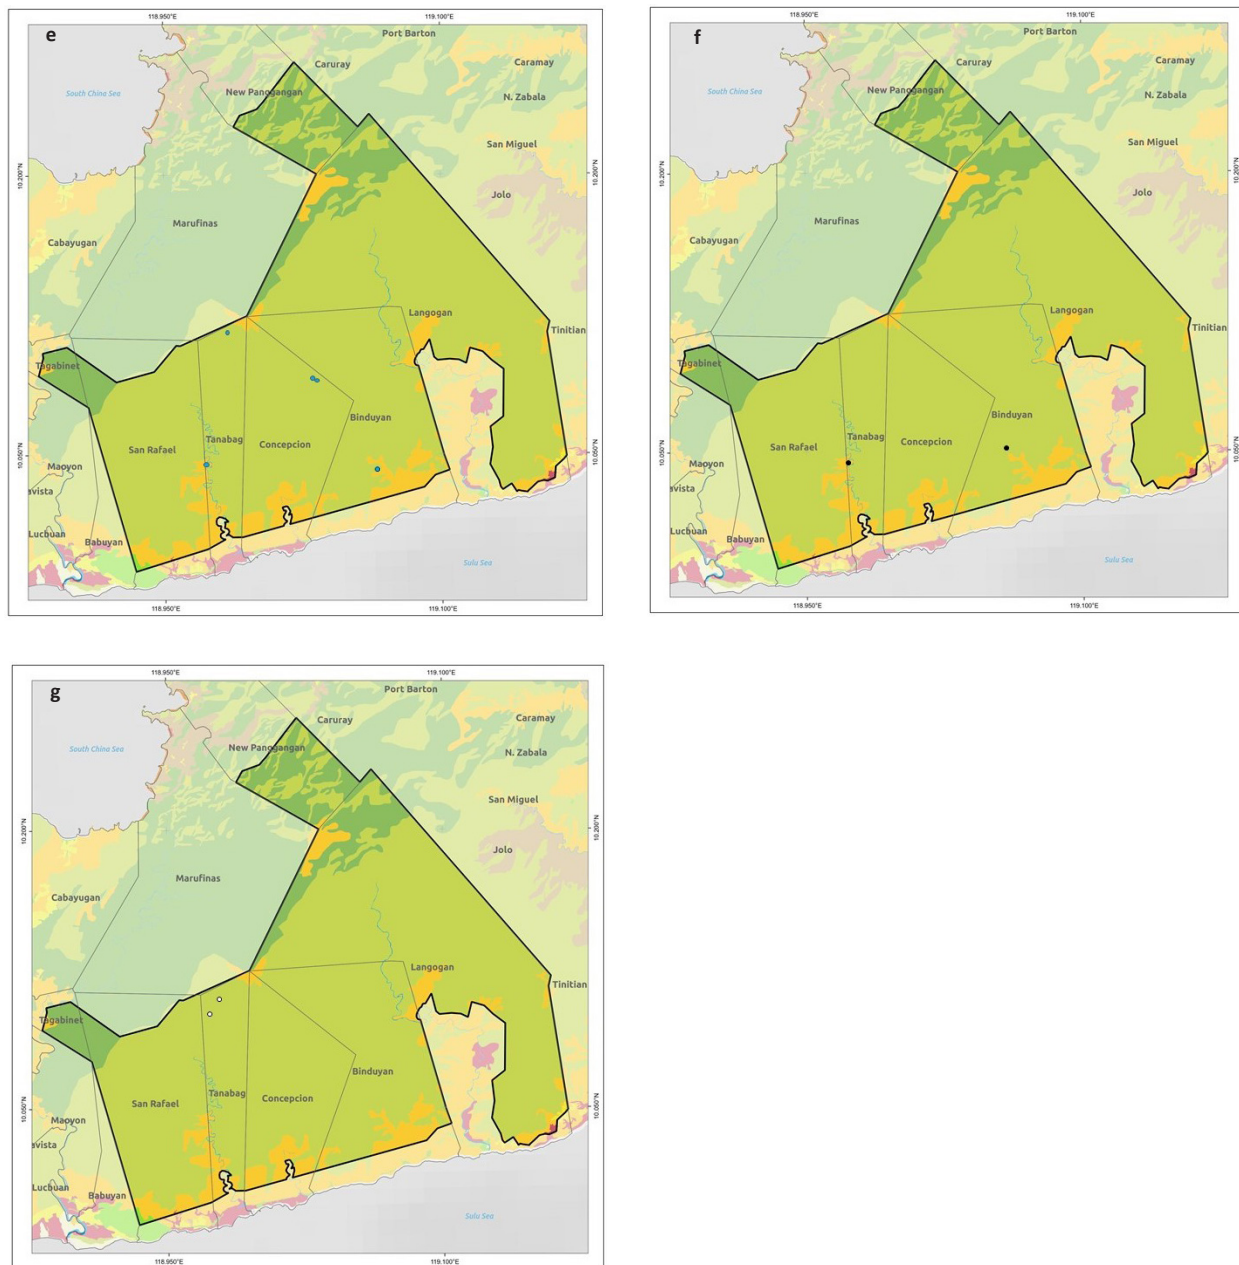 118.950°E 119.100°E
e
Port Barton
Caruray
Caramay
South China Sea
New Panggangan
N. Zabala
San Miguel
10.200°N 10.200°N
Jolo
Marufinas
Cabayugan
Langogan
Tinitian
Tagabinet
Binduyan
San Rafael Tanabag Concepcion
10.050°N 10.050°N
Maoyon
avista
Lucbuan
Babuyan
Sulu Sea
118.950°E 119.100°E
118.950°E 119.100°E
f
Port Barton
Caruray
Caramay
South China Sea
New Panggangan
N. Zabala
San Miguel
10.200°N 10.200°N
Jolo
Marufinas
Cabayugan
Langogan
Tinitian
Tagabinet
Binduyan
San Rafael Tanabag Concepcion
10.050°N 10.050°N
Maoyon
avista
Lucbuan
Babuyan
Sulu Sea
118.950°E 119.100°E
118.950°E 119.100°E
g
Port Barton
Caruray
Caramay
South China Sea
New Panggangan
N. Zabala
San Miguel
10.200°N 10.200°N
Jolo
Marufinas
Cabayugan
Langogan
Tinitian
Tagabinet
Binduyan
San Rafael Tanabag Concepcion
10.050°N 10.050°N
Maoyon
avista
Lucbuan
Babuyan
Sulu Sea
118.950°E 119.100°E